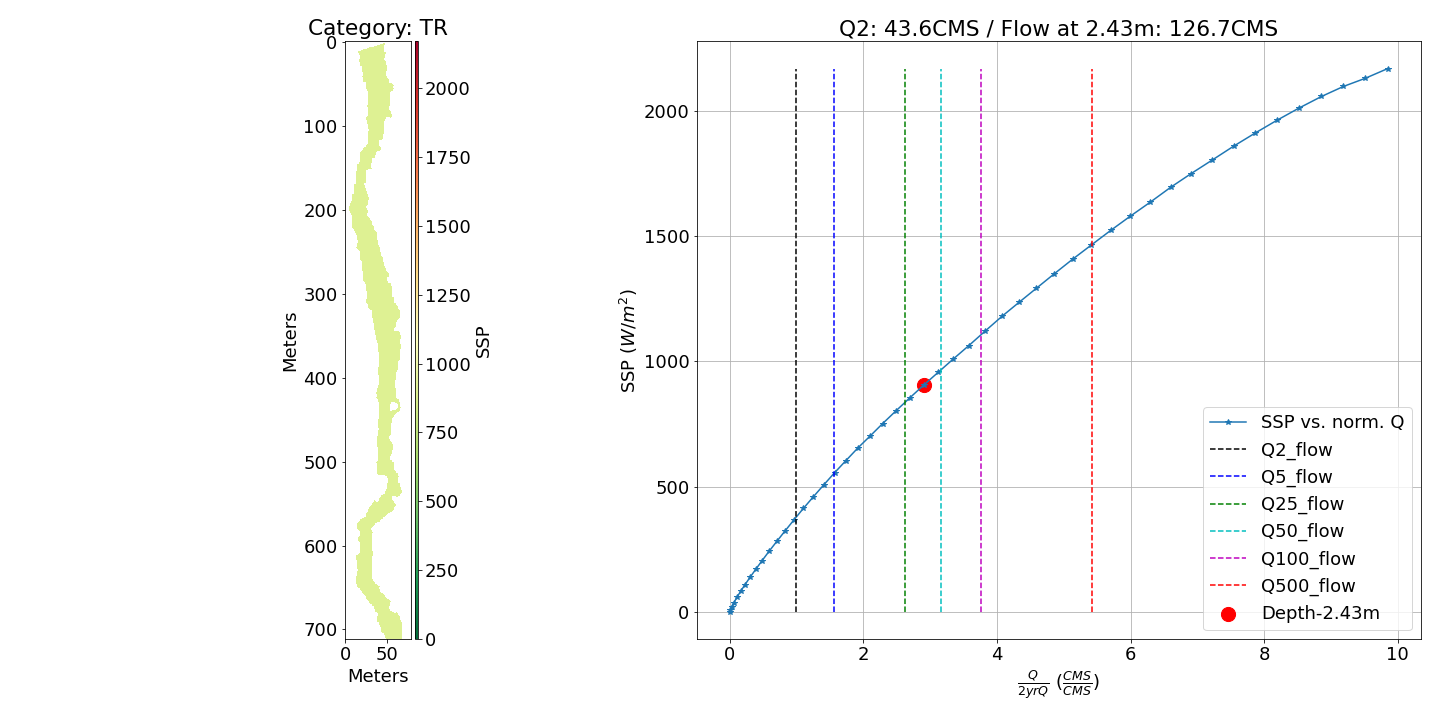 Category: TR
0
100
200
300
400
500
600
700
Meters
0 50
Meters
2000
1750
1500
1250
1000
750
500
250
0
SSP
Q2: 43.6CMS / Flow at 2.43m: 126.7CMS
2000
1500
1000
500
0
SSP (W/m²)
0 2 4 6 8 10
Q/2yrQ (CMS/CMS)
SSP vs. norm. Q
Q2_flow
Q5_flow
Q25_flow
Q50_flow
Q100_flow
Q500_flow
Depth-2.43m